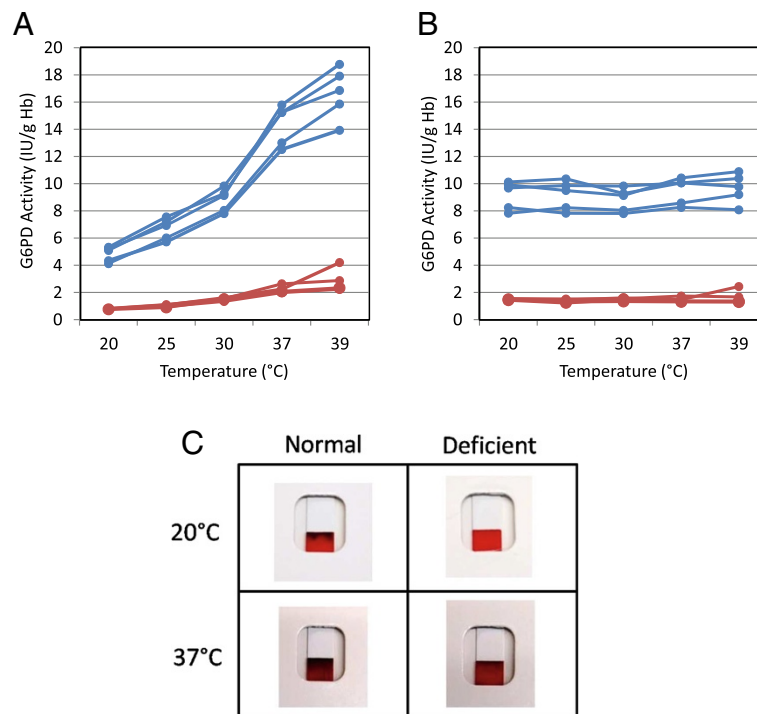 A
G6PD Activity (IU/g Hb)
20
18
16
14
12
10
8
6
4
2
0
20 25 30 37 39
Temperature (°C)
B
G6PD Activity (IU/g Hb)
20
18
16
14
12
10
8
6
4
2
0
20 25 30 37 39
Temperature (°C)
C
Normal Deficient
20°C
37°C